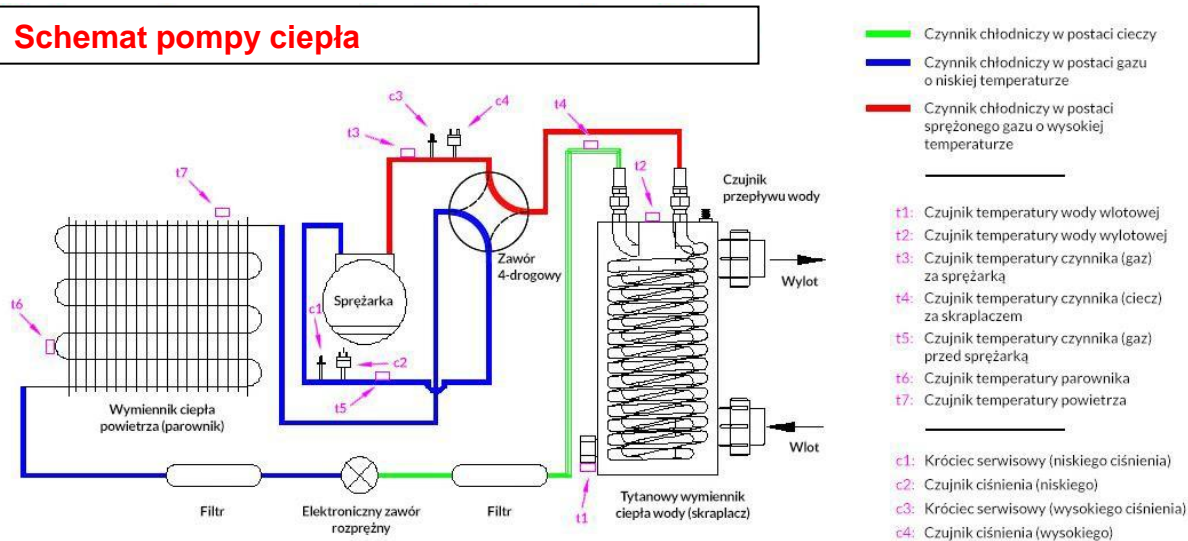 Schemat pompy ciepła
Czynnik chłodniczy w postaci cieczy
Czynnik chłodniczy w postaci gazu
o niskiej temperaturze
Czynnik chłodniczy w postaci
sprężonego gazu o wysokiej
temperaturze
c3
c4
t3
t4
t7
t2
Czujnik
przepływu wody
Zawór
4-drogowy
Wylot
Sprężarka
c1
t6
c2
t5
Wymiennik ciepła
powietrza (parownik)
Wlot
Filtr
Elektroniczny zawór
rozprężny
Filtr
t1
Tytanowy wymiennik
ciepła wody (skraplacz)
t1: Czujnik temperatury wody wlotowej
t2: Czujnik temperatury wody wylotowej
t3: Czujnik temperatury czynnika (gaz)
za sprężarką
t4: Czujnik temperatury czynnika (ciecz)
za skraplaczem
t5: Czujnik temperatury czynnika (gaz)
przed sprężarką
t6: Czujnik temperatury parownika
t7: Czujnik temperatury powietrza
c1: Króciec serwisowy (niskiego ciśnienia)
c2: Czujnik ciśnienia (niskiego)
c3: Króciec serwisowy (wysokiego ciśnienia)
c4: Czujnik ciśnienia (wysokiego)